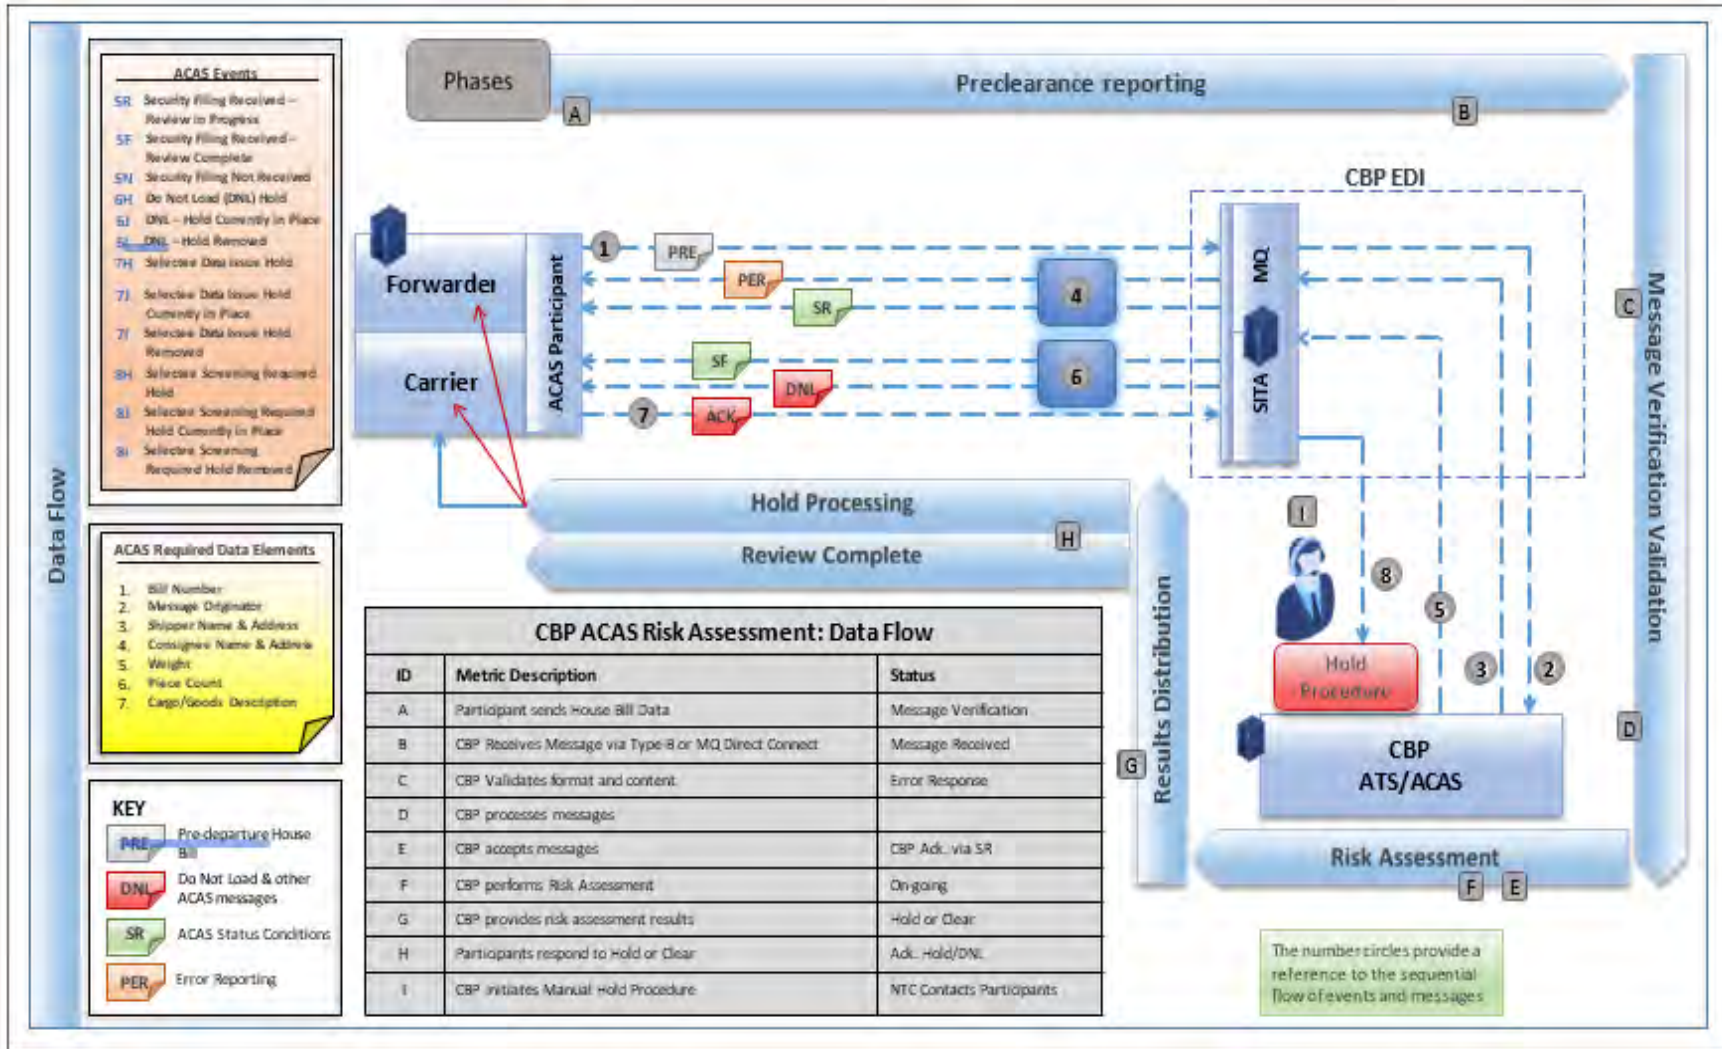 Data Flow
ACAS Events
SR Security Filing Received –
Review in Progress
SF Security Filing Received –
Review Complete
SN Security Filing Not Received
6H Do Not Load (DNL) Hold
6J DNL – Hold Currently in Place
6I DNL – Hold Removed
7H Selectee Data Issue Hold
7J Selectee Data Issue Hold
Currently in Place
7I Selectee Data Issue Hold
Removed
8H Selectee Screening Required
Hold
8J Selectee Screening Required
Hold Currently in Place
8I Selectee Screening
Required Hold Removed
ACAS Required Data Elements
1. Bill Number
2. Message Originator
3. Shipper Name & Address
4. Consignee Name & Address
5. Weight
6. Piece Count
7. Cargo/Goods Description
KEY
PRE Pre-departure House
Bill
DNL Do Not Load & other
ACAS messages
SR ACAS Status Conditions
PER Error Reporting
Phases
Preclearance reporting
A
B
CBP EDI
Forwarder
Carrier
ACAS Participant
1
PRE
PER
SR
4
SF
DNL
6
7
ACK
MQ
SITA
C
Message Verification Validation
D
Hold Processing
H
Review Complete
Results Distribution
G
I
8
5
3
2
Hold
Procedure
CBP
ATS/ACAS
Risk Assessment
F
E
CBP ACAS Risk Assessment: Data Flow
ID Metric Description Status
A Participant sends House Bill Data Message Verification
B CBP Receives Message via Type-B or MQ Direct Connect Message Received
C CBP Validates format and content. Error Response
D CBP processes messages
E CBP accepts messages CBP Ack. via SR
F CBP performs Risk Assessment On-going
G CBP provides risk assessment results Hold or Clear
H Participants respond to Hold or Clear Ack. Hold/DNL
I CBP initiates Manual Hold Procedure NTC Contacts Participants
The number circles provide a
reference to the sequential
flow of events and messages